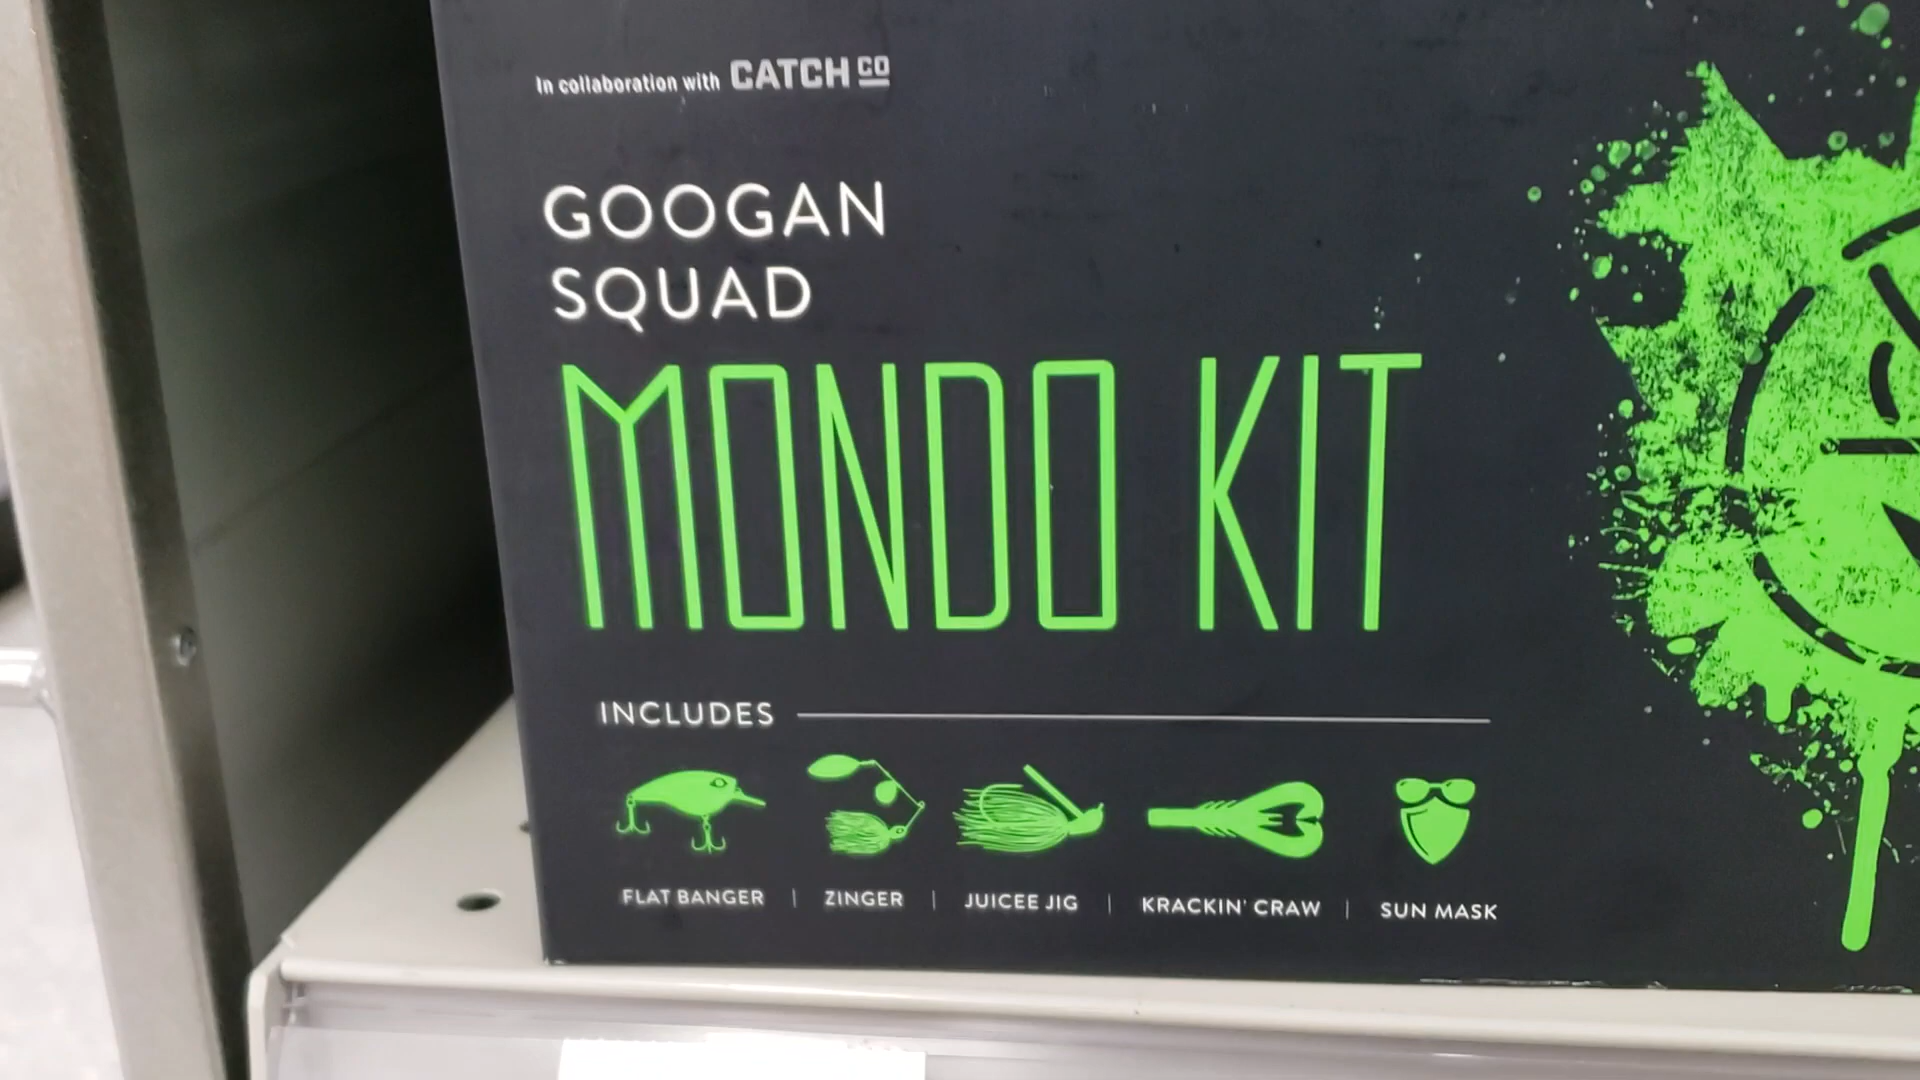 In collaboration with CATCH CO
GOOGAN
SQUAD
MONDO KIT
INCLUDES
FLAT BANGER | ZINGER | JUICEE JIG | KRACKIN' CRAW | SUN MASK